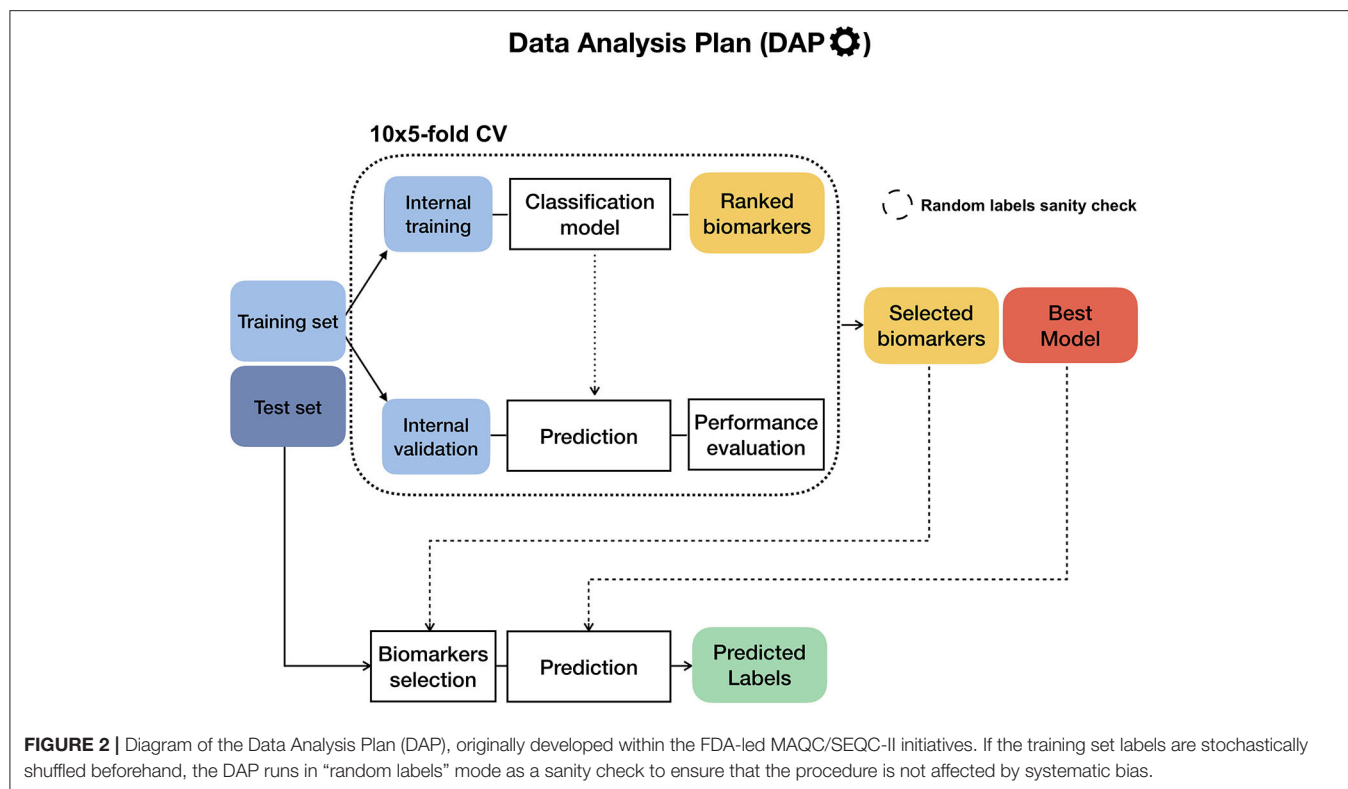 Data Analysis Plan (DAP)
10x5-fold CV
Internal
training
Classification
model
Ranked
biomarkers
Random labels sanity check
Training set
Test set
Selected
biomarkers
Best
Model
Internal
validation
Prediction
Performance
evaluation
Biomarkers
selection
Prediction
Predicted
Labels
FIGURE 2 | Diagram of the Data Analysis Plan (DAP), originally developed within the FDA-led MAQC/SEQC-II initiatives. If the training set labels are stochastically
shuffled beforehand, the DAP runs in “random labels” mode as a sanity check to ensure that the procedure is not affected by systematic bias.